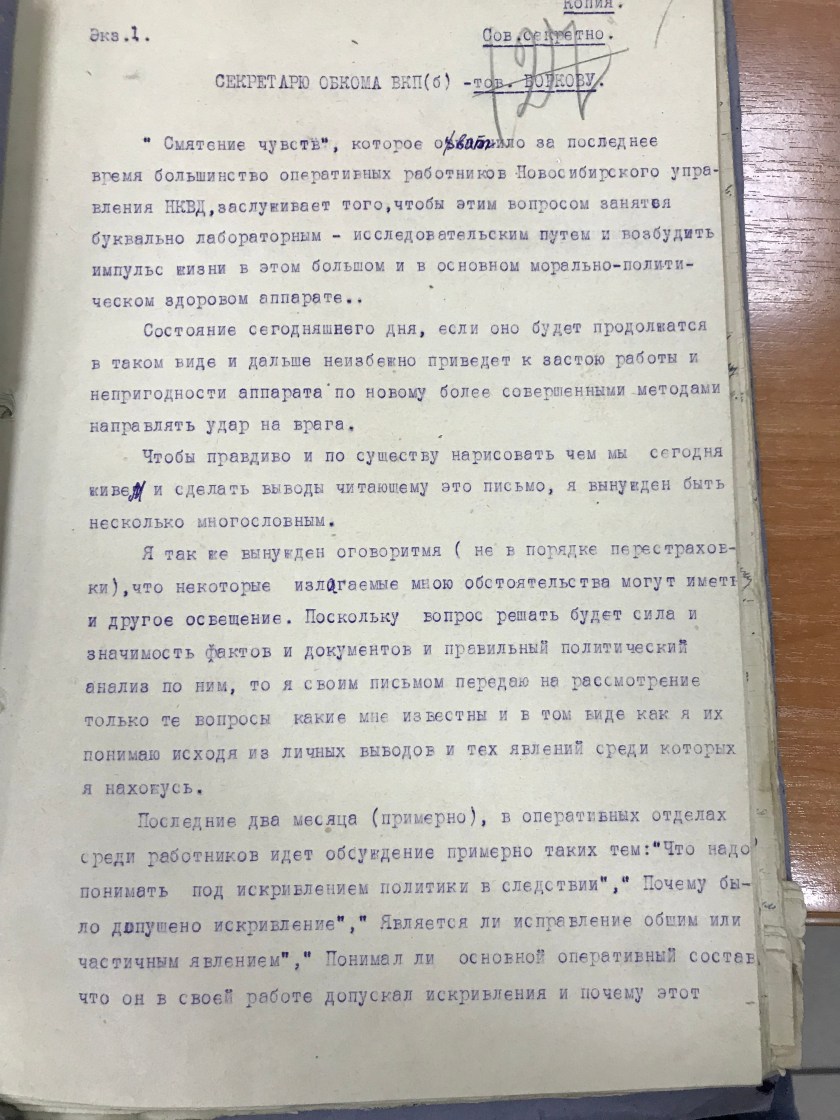 Копия.
Экз.1.
Сов.секретно.
СЕКРЕТАРЮ ОБКОМА ВКП(б) -тов. БОРКОВУ.
" Смятение чувств", которое охватило за последнее
время большинство оперативных работников Новосибирского упра-
вления НКВД,заслуживает того,чтобы этим вопросом занятвя
буквально лабораторным - исследовательским путем и возбудить
импульс жизни в этом большом и в основном морально-полити-
ческом здоровом аппарате..
Состояние сегодняшнего дня, если оно будет продолжатся
в таком виде и дальше неизбежно приведет к застою работы и
непригодности аппарата по новому более совершенными методами
направлять удар на врага.
Чтобы правдиво и по существу нарисовать чем мы сегодня
живем и сделать выводы читающему это письмо, я вынужден быть
несколько многословным.
Я так же вынужден оговоритмя ( не в порядке перестрахов-
ки),что некоторые излагаемые мною обстоятельства могут иметь
и другое освещение. Поскольку вопрос решать будет сила и
значимость фактов и документов и правильный политический
анализ по ним, то я своим письмом передаю на рассмотрение
только те вопросы какие мне известны и в том виде как я их
понимаю исходя из личных выводов и тех явлений среди которых
я нахожусь.
Последние два месяца (примерно), в оперативных отделах
среди работников идет обсуждение примерно таких тем:"Что надо
понимать под искривлением политики в следствии"," Почему бы-
ло допушено искривление"," Является ли исправление обшим или
частичным явлением"," Понимал ли основной оперативный состав
что он в своей работе допускал искривления и почему этот